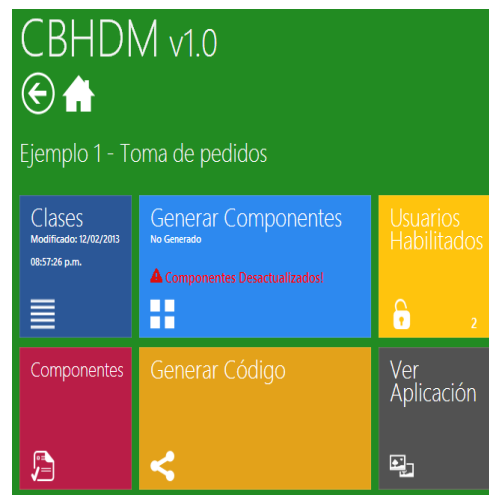 CBHDM v1.0
Ejemplo 1 - Toma de pedidos
Clases
Modificado: 12/02/2013
08:57:26 p.m.
Generar Componentes
No Generado
Componentes Desactualizados!
Usuarios
Habilitados
2
Componentes
Generar Código
Ver
Aplicación